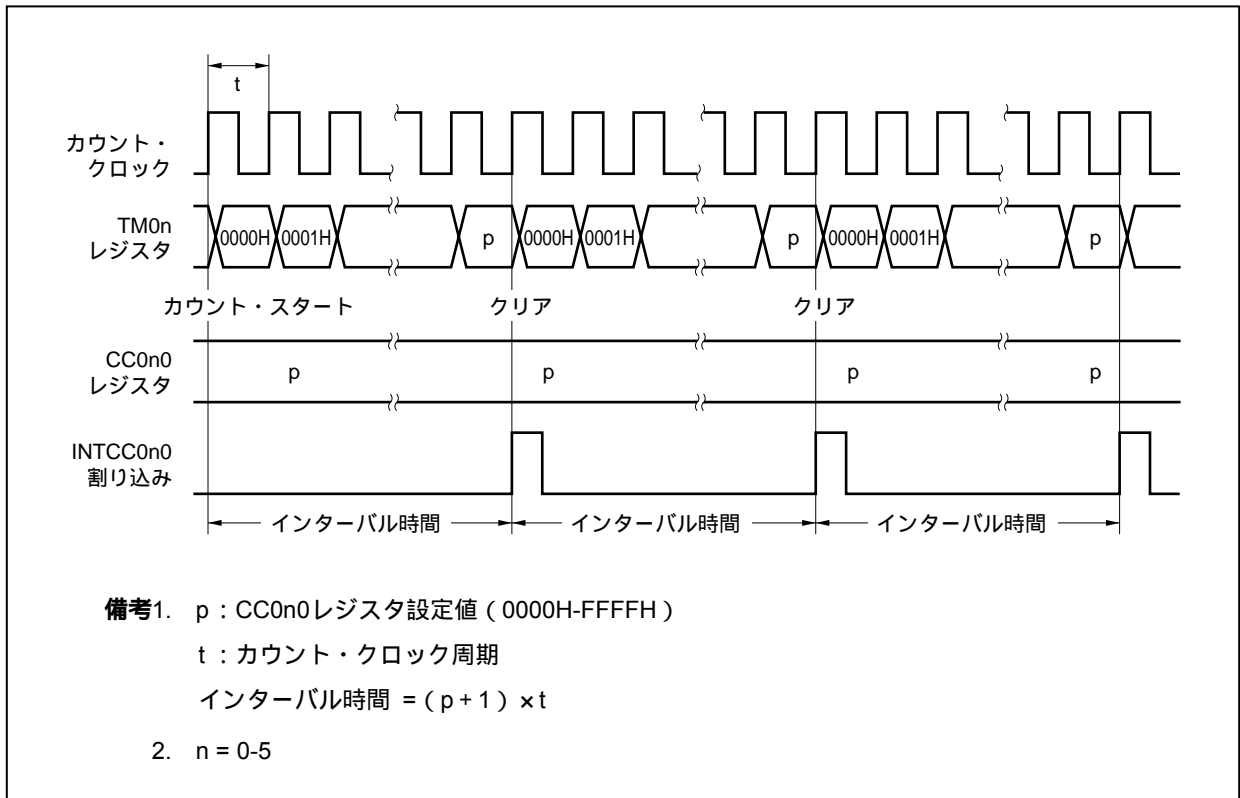 t
カウント・
クロック
TM0n
レジスタ
0000H 0001H p 0000H 0001H p 0000H 0001H p
カウント・スタート クリア クリア
CC0n0
レジスタ
p p p p
INTCC0n0
割り込み
インターバル時間 インターバル時間 インターバル時間
備考1. p：CC0n0レジスタ設定値（0000H-FFFFH）
t：カウント・クロック周期
インターバル時間 =（p + 1）×t
2. n = 0-5